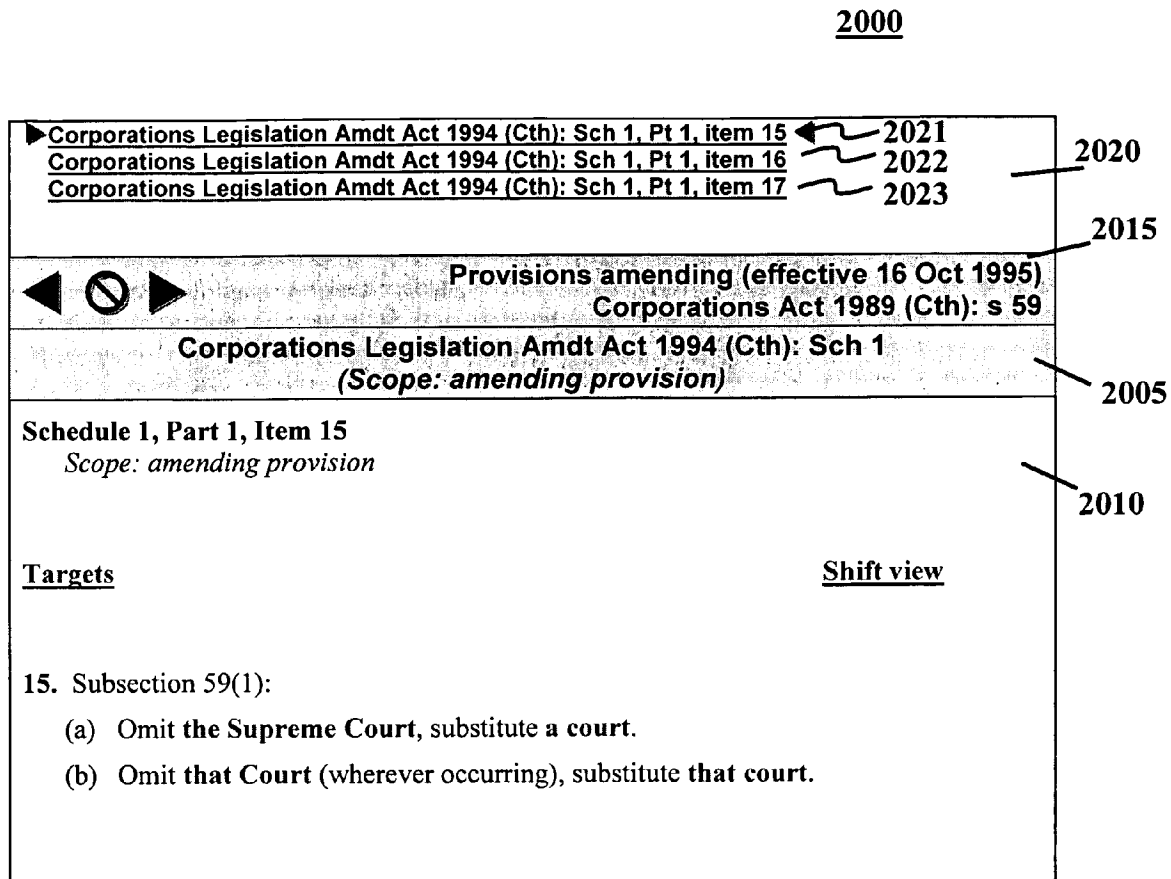 2000
Corporations Legislation Amdt Act 1994 (Cth): Sch 1, Pt 1, item 15 2021
Corporations Legislation Amdt Act 1994 (Cth): Sch 1, Pt 1, item 16 2022
Corporations Legislation Amdt Act 1994 (Cth): Sch 1, Pt 1, item 17 2023
2020
2015
Provisions amending (effective 16 Oct 1995)
Corporations Act 1989 (Cth): s 59
Corporations Legislation Amdt Act 1994 (Cth): Sch 1
(Scope: amending provision)
2005
Schedule 1, Part 1, Item 15
Scope: amending provision
2010
Targets Shift view
15. Subsection 59(1):
(a) Omit the Supreme Court, substitute a court.
(b) Omit that Court (wherever occurring), substitute that court.